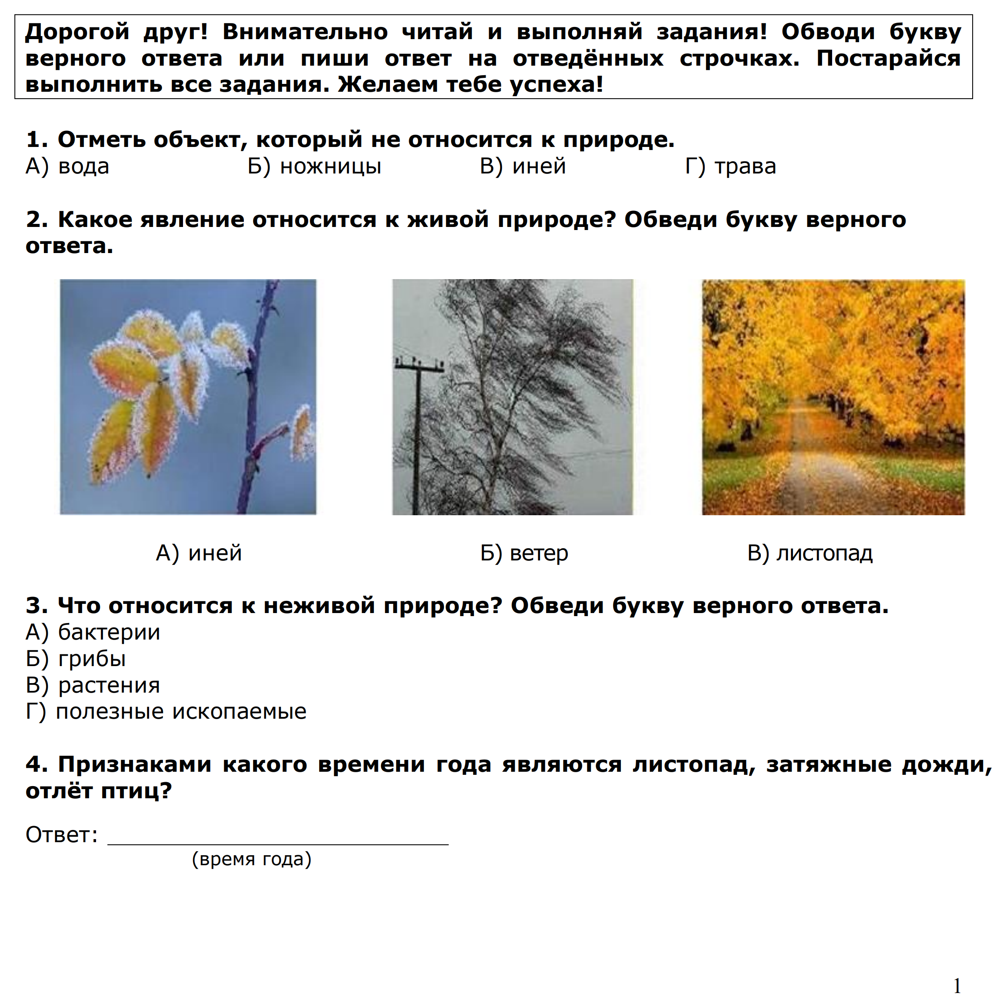 Дорогой друг! Внимательно читай и выполняй задания! Обводи букву
верного ответа или пиши ответ на отведённых строчках. Постарайся
выполнить все задания. Желаем тебе успеха!
1. Отметь объект, который не относится к природе.
А) вода Б) ножницы В) иней Г) трава
2. Какое явление относится к живой природе? Обведи букву верного
ответа.
А) иней Б) ветер В) листопад
3. Что относится к неживой природе? Обведи букву верного ответа.
А) бактерии
Б) грибы
В) растения
Г) полезные ископаемые
4. Признаками какого времени года являются листопад, затяжные дожди,
отлёт птиц?
Ответ:
(время года)
1